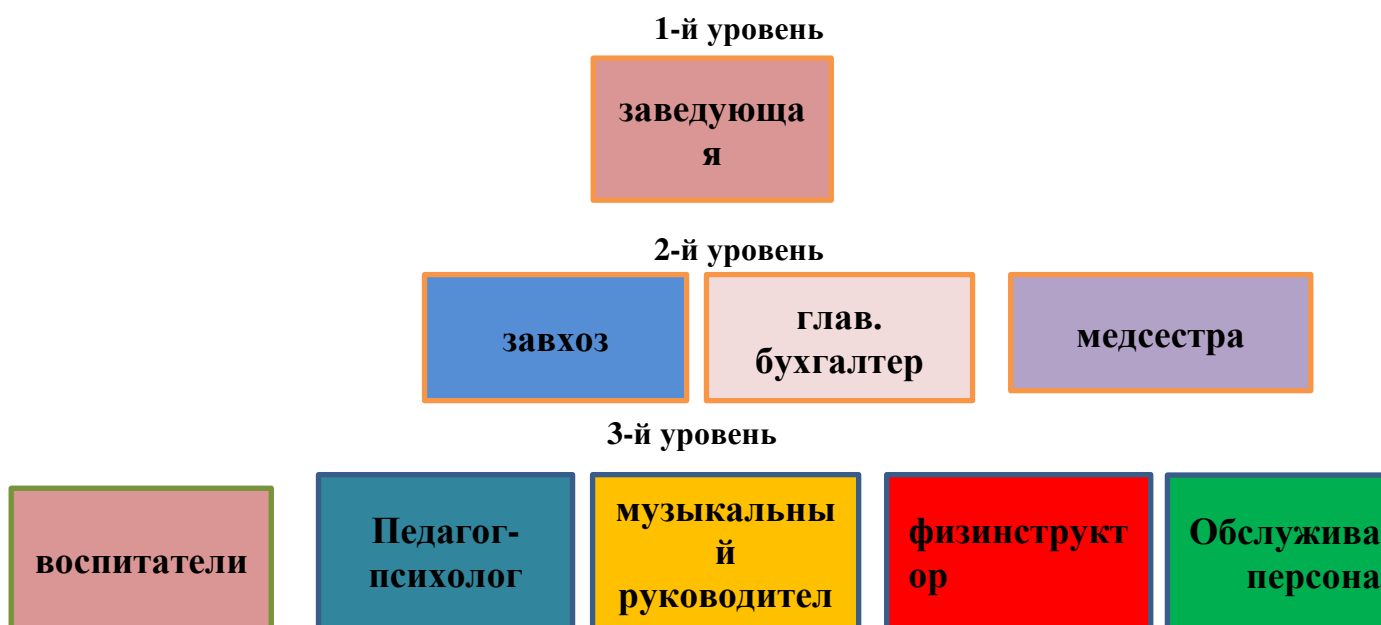 1-й уровень
заведующа
я
2-й уровень
завхоз
глав.
бухгалтер
медсестра
3-й уровень
воспитатели
Педагог-
психолог
музыкальны
й
руководител
физинструкт
ор
Обслужива
персона